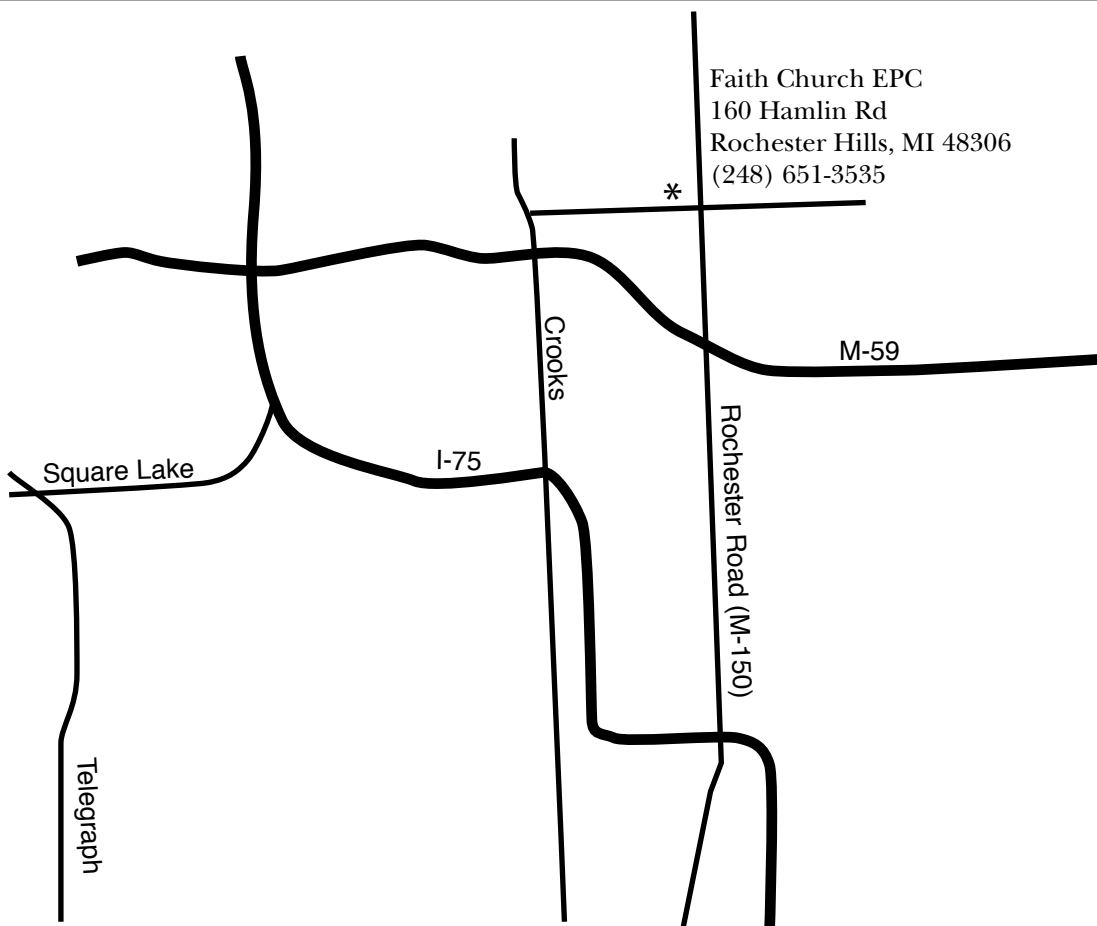 Faith Church EPC
160 Hamlin Rd
Rochester Hills, MI 48306
(248) 651-3535
*
Crooks
M-59
I-75
Square Lake
Rochester Road (M-150)
Telegraph